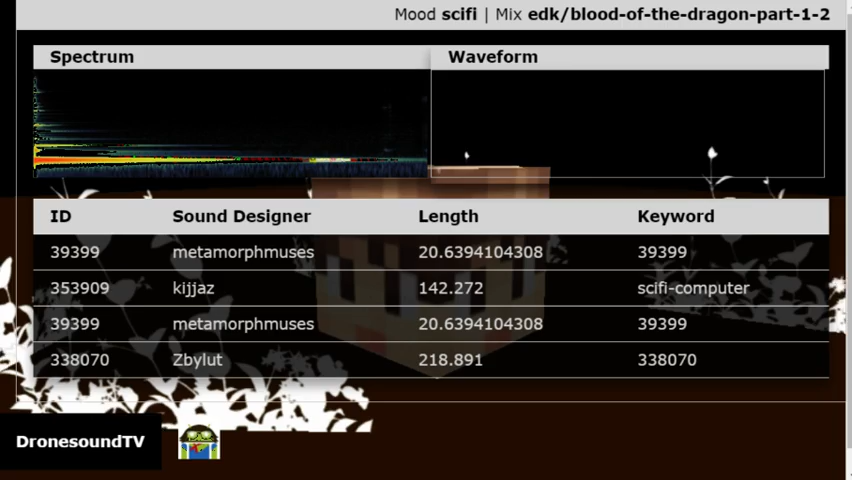 Mood scifi | Mix edk/blood-of-the-dragon-part-1-2
Spectrum Waveform
ID Sound Designer Length Keyword
39399 metamorphmuses 20.6394104308 39399
353909 kijjaz 142.272 scifi-computer
39399 metamorphmuses 20.6394104308 39399
338070 Zbylut 218.891 338070
DronesoundTV